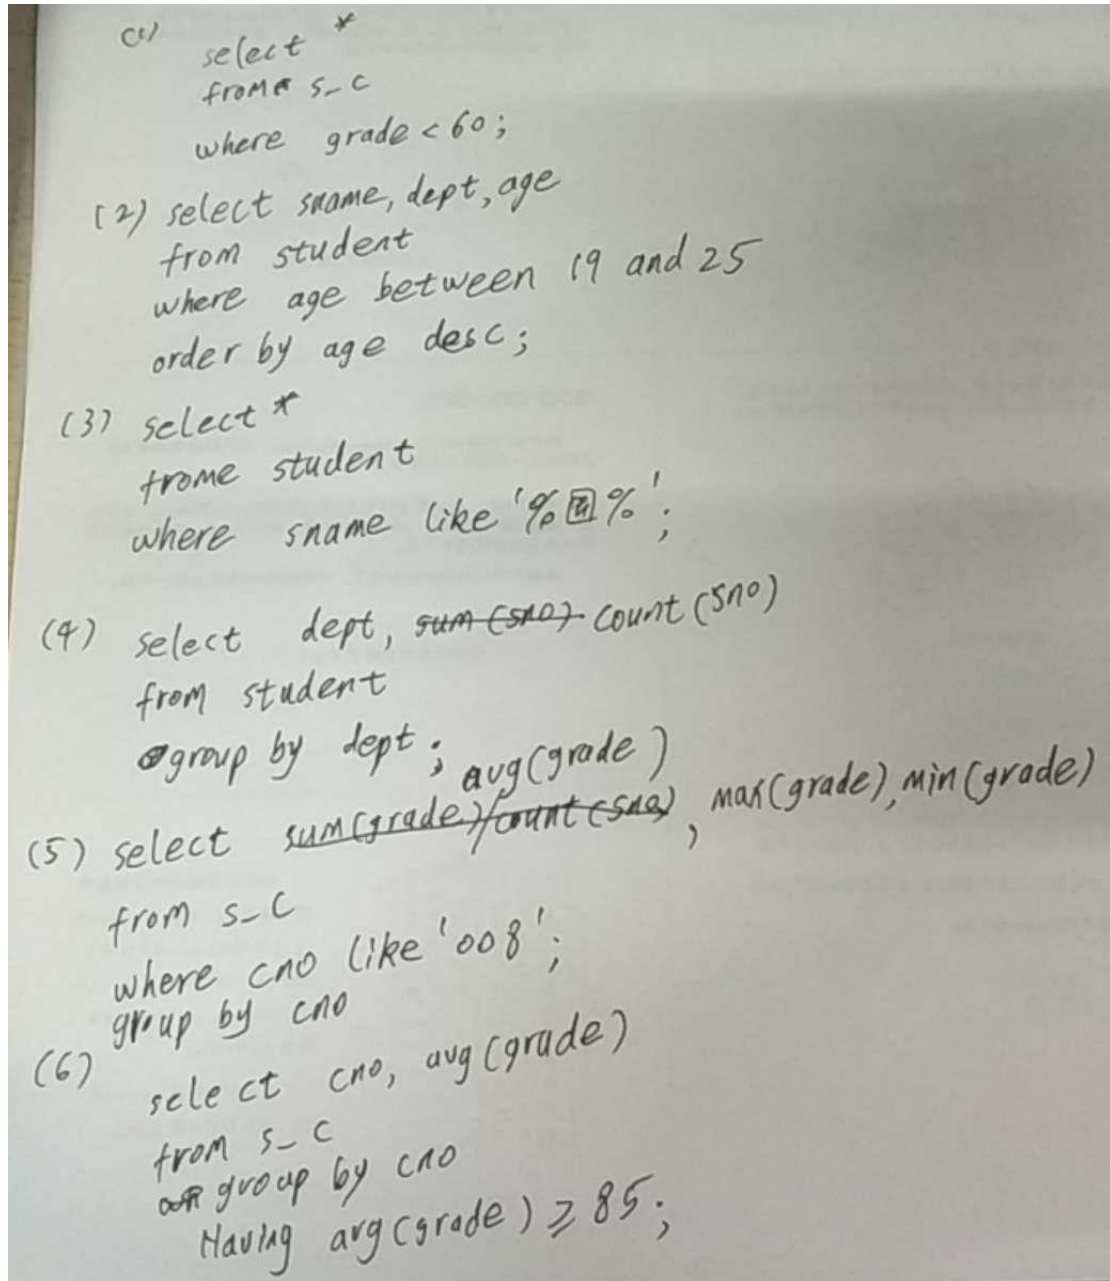 (1)
select *
from s_c
where grade < 60;
(2) select sname, dept, age
from student
where age between 19 and 25
order by age desc;
(3) select *
frome student
where sname like '%国%';
(4) select dept, sum(sno) count(sno)
from student
group by dept;
avg(grade)
(5) select sum(grade)/count(sno), max(grade), min(grade)
from s_c
where cno like '008';
group by cno
(6)
select cno, avg(grade)
from s_c
group by cno
Having avg(grade) ≥ 85;